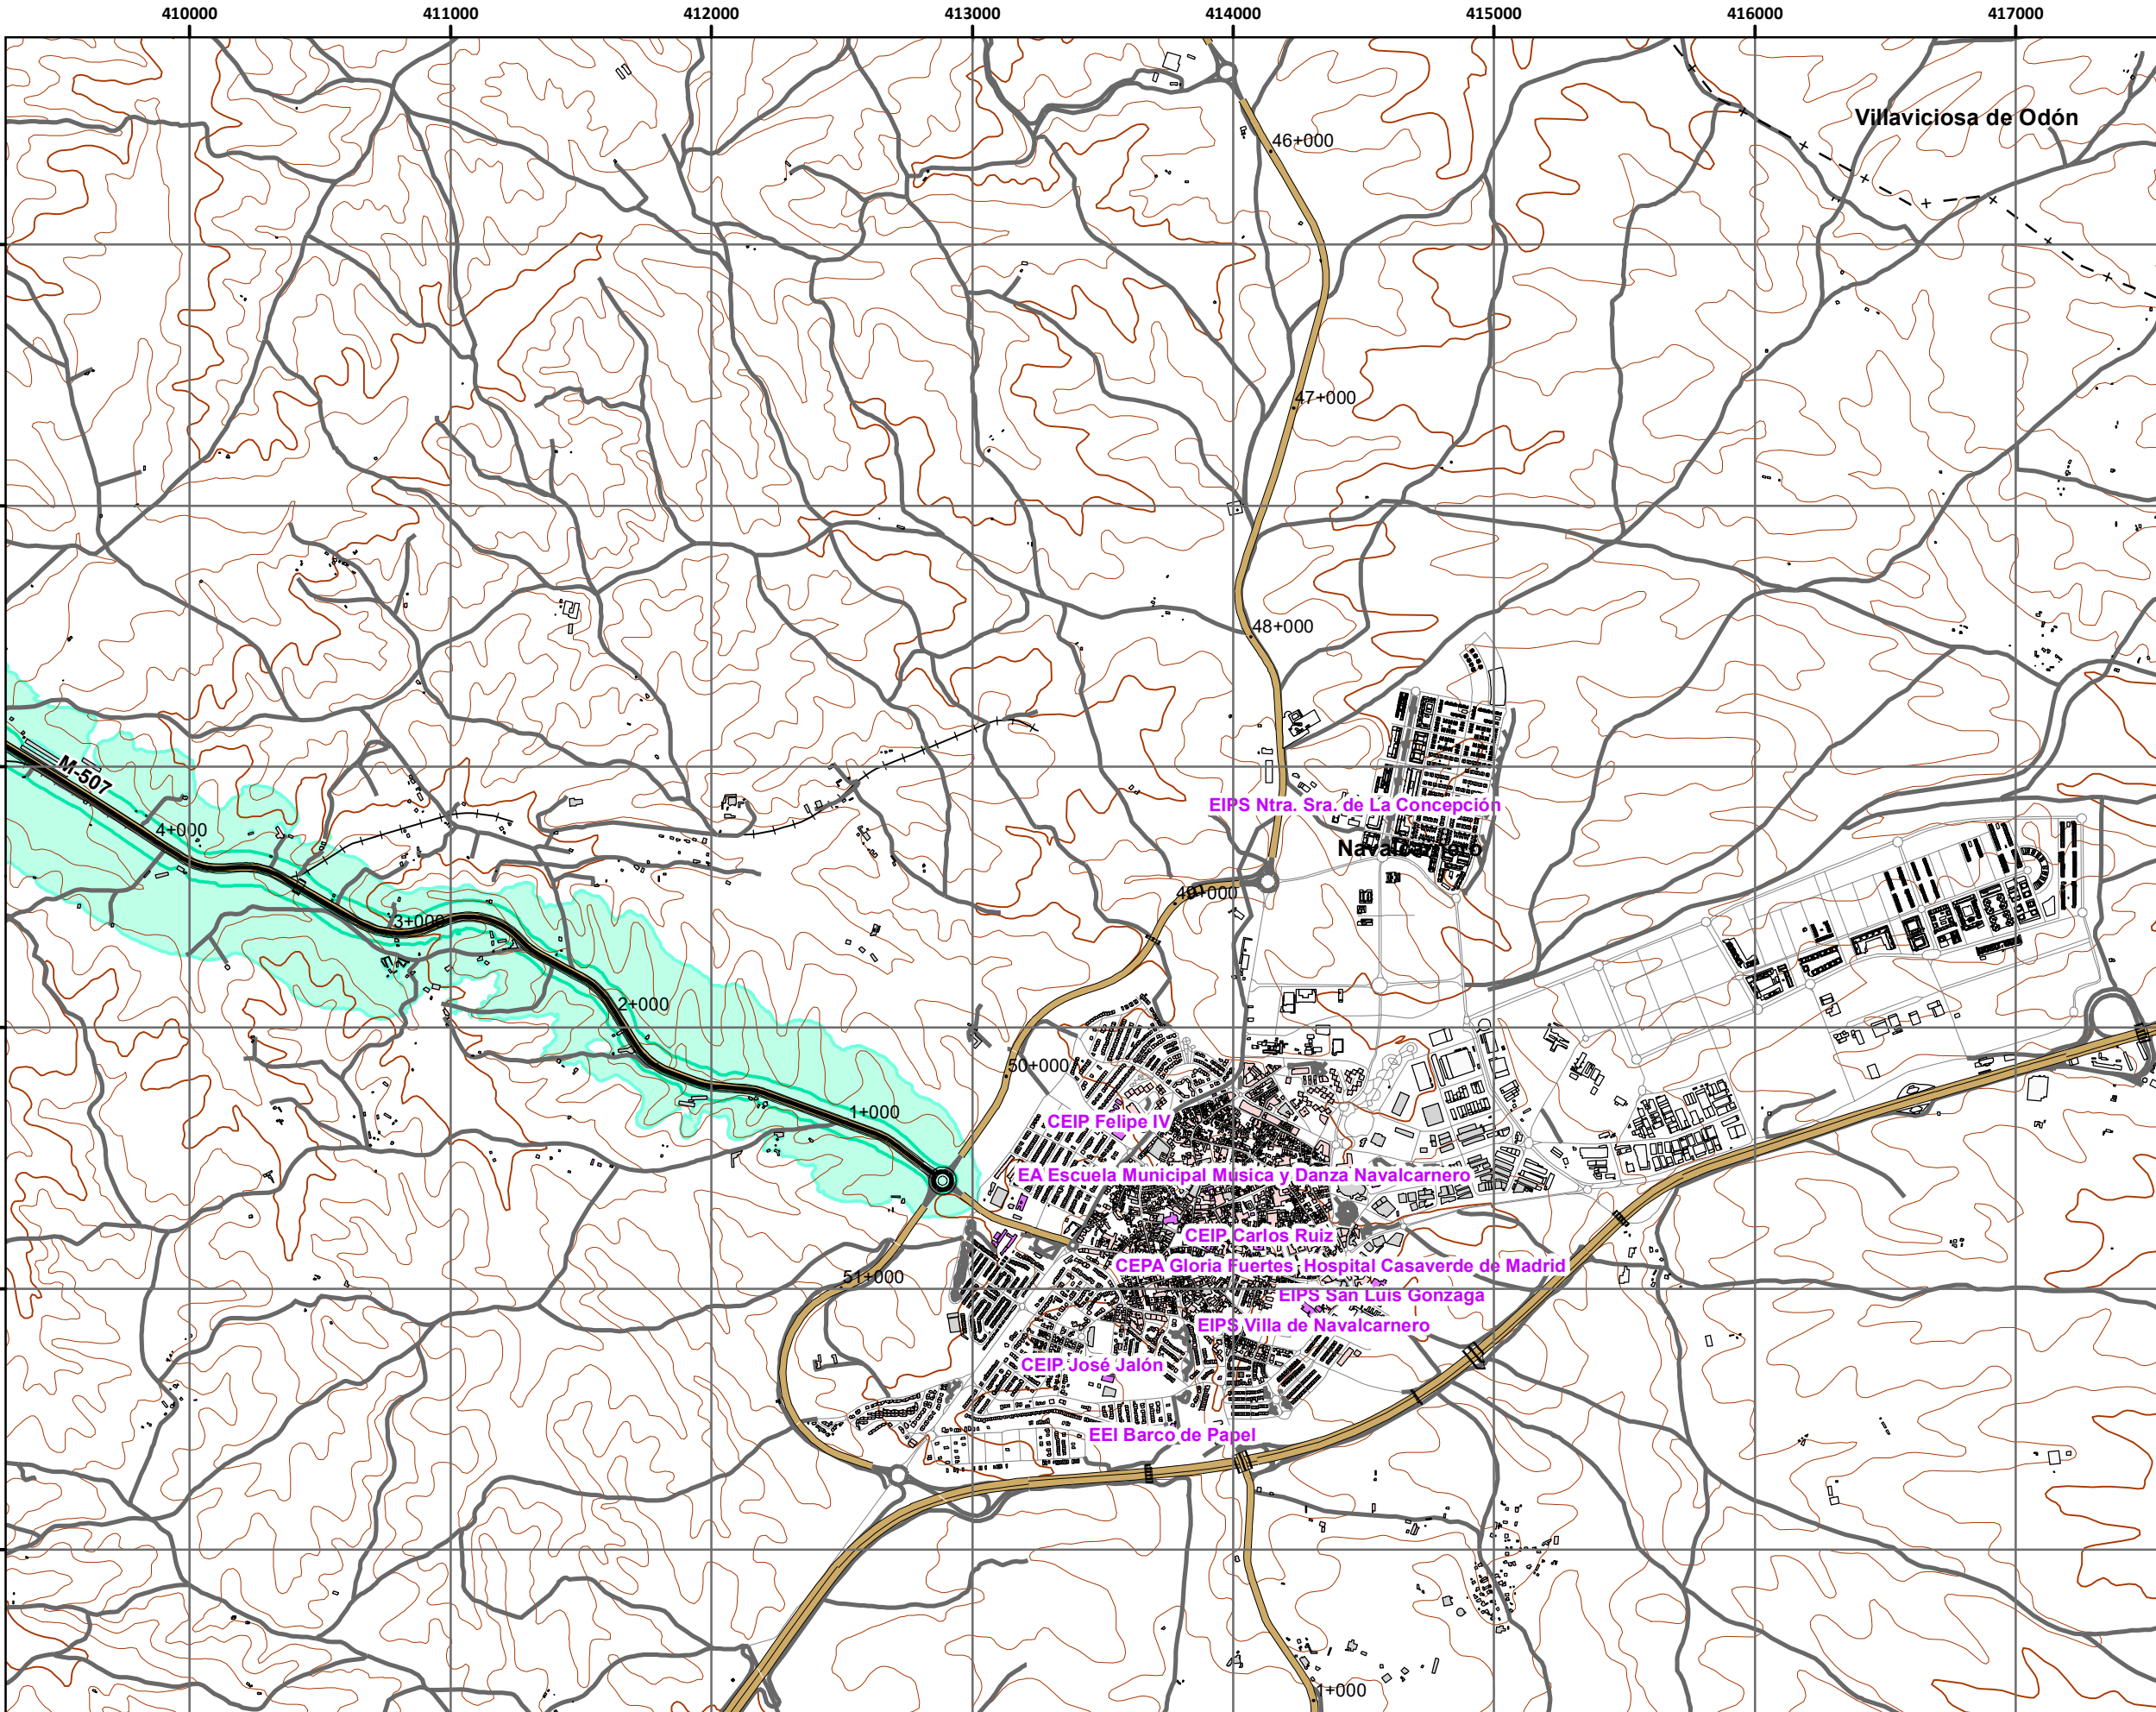 410000 411000 412000 413000 414000 415000 416000 417000
Villaviciosa de Odón
46+000
47+000
48+000
M-507
EIPS Ntra. Sra. de La Concepción
4+000
Navalcarnero
49+000
3+000
2+000
50+000
1+000
CEIP Felipe IV
EA Escuela Municipal Musica y Danza Navalcarnero
CEIP Carlos Ruiz
CEPA Gloria Fuertes Hospital Casaverde de Madrid
51+000
EIPS San Luis Gonzaga
EIPS Villa de Navalcarnero
CEIP José Jalón
EEI Barco de Papel
1+000